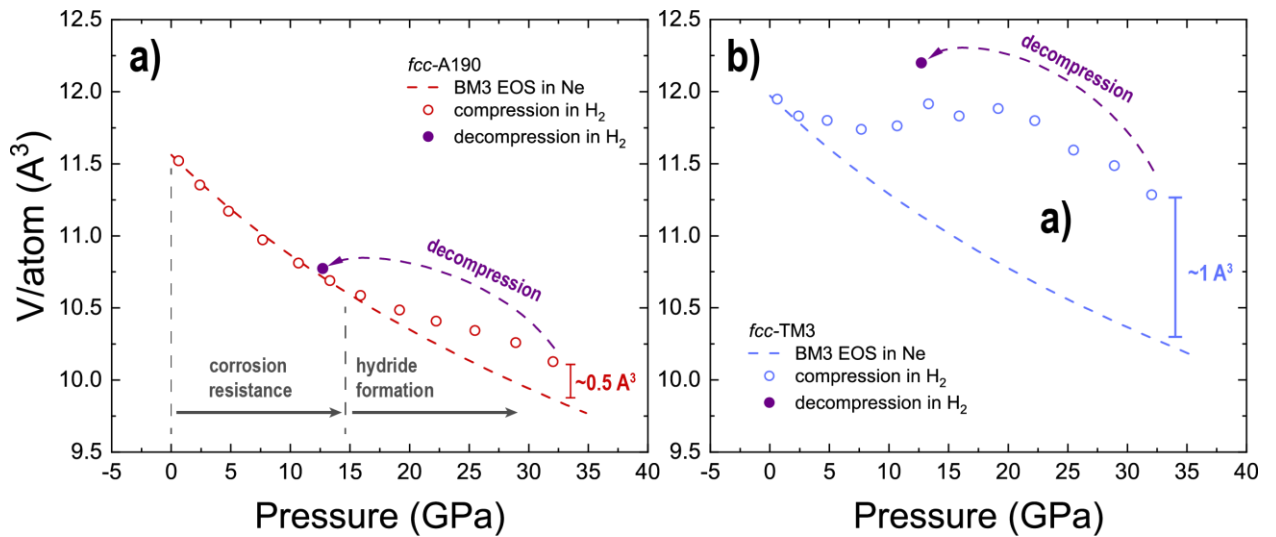 a)
fcc-A190
BM3 EOS in Ne
compression in H₂
decompression in H₂
decompression
corrosion
resistance
hydride
formation
~0.5 A³
12.5
12.0
11.5
11.0
10.5
10.0
9.5
-5 0 5 10 15 20 25 30 35 40
V/atom (A³)
Pressure (GPa)
b)
decompression
a)
~1 A³
fcc-TM3
BM3 EOS in Ne
compression in H₂
decompression in H₂
12.5
12.0
11.5
11.0
10.5
10.0
9.5
-5 0 5 10 15 20 25 30 35 40
Pressure (GPa)